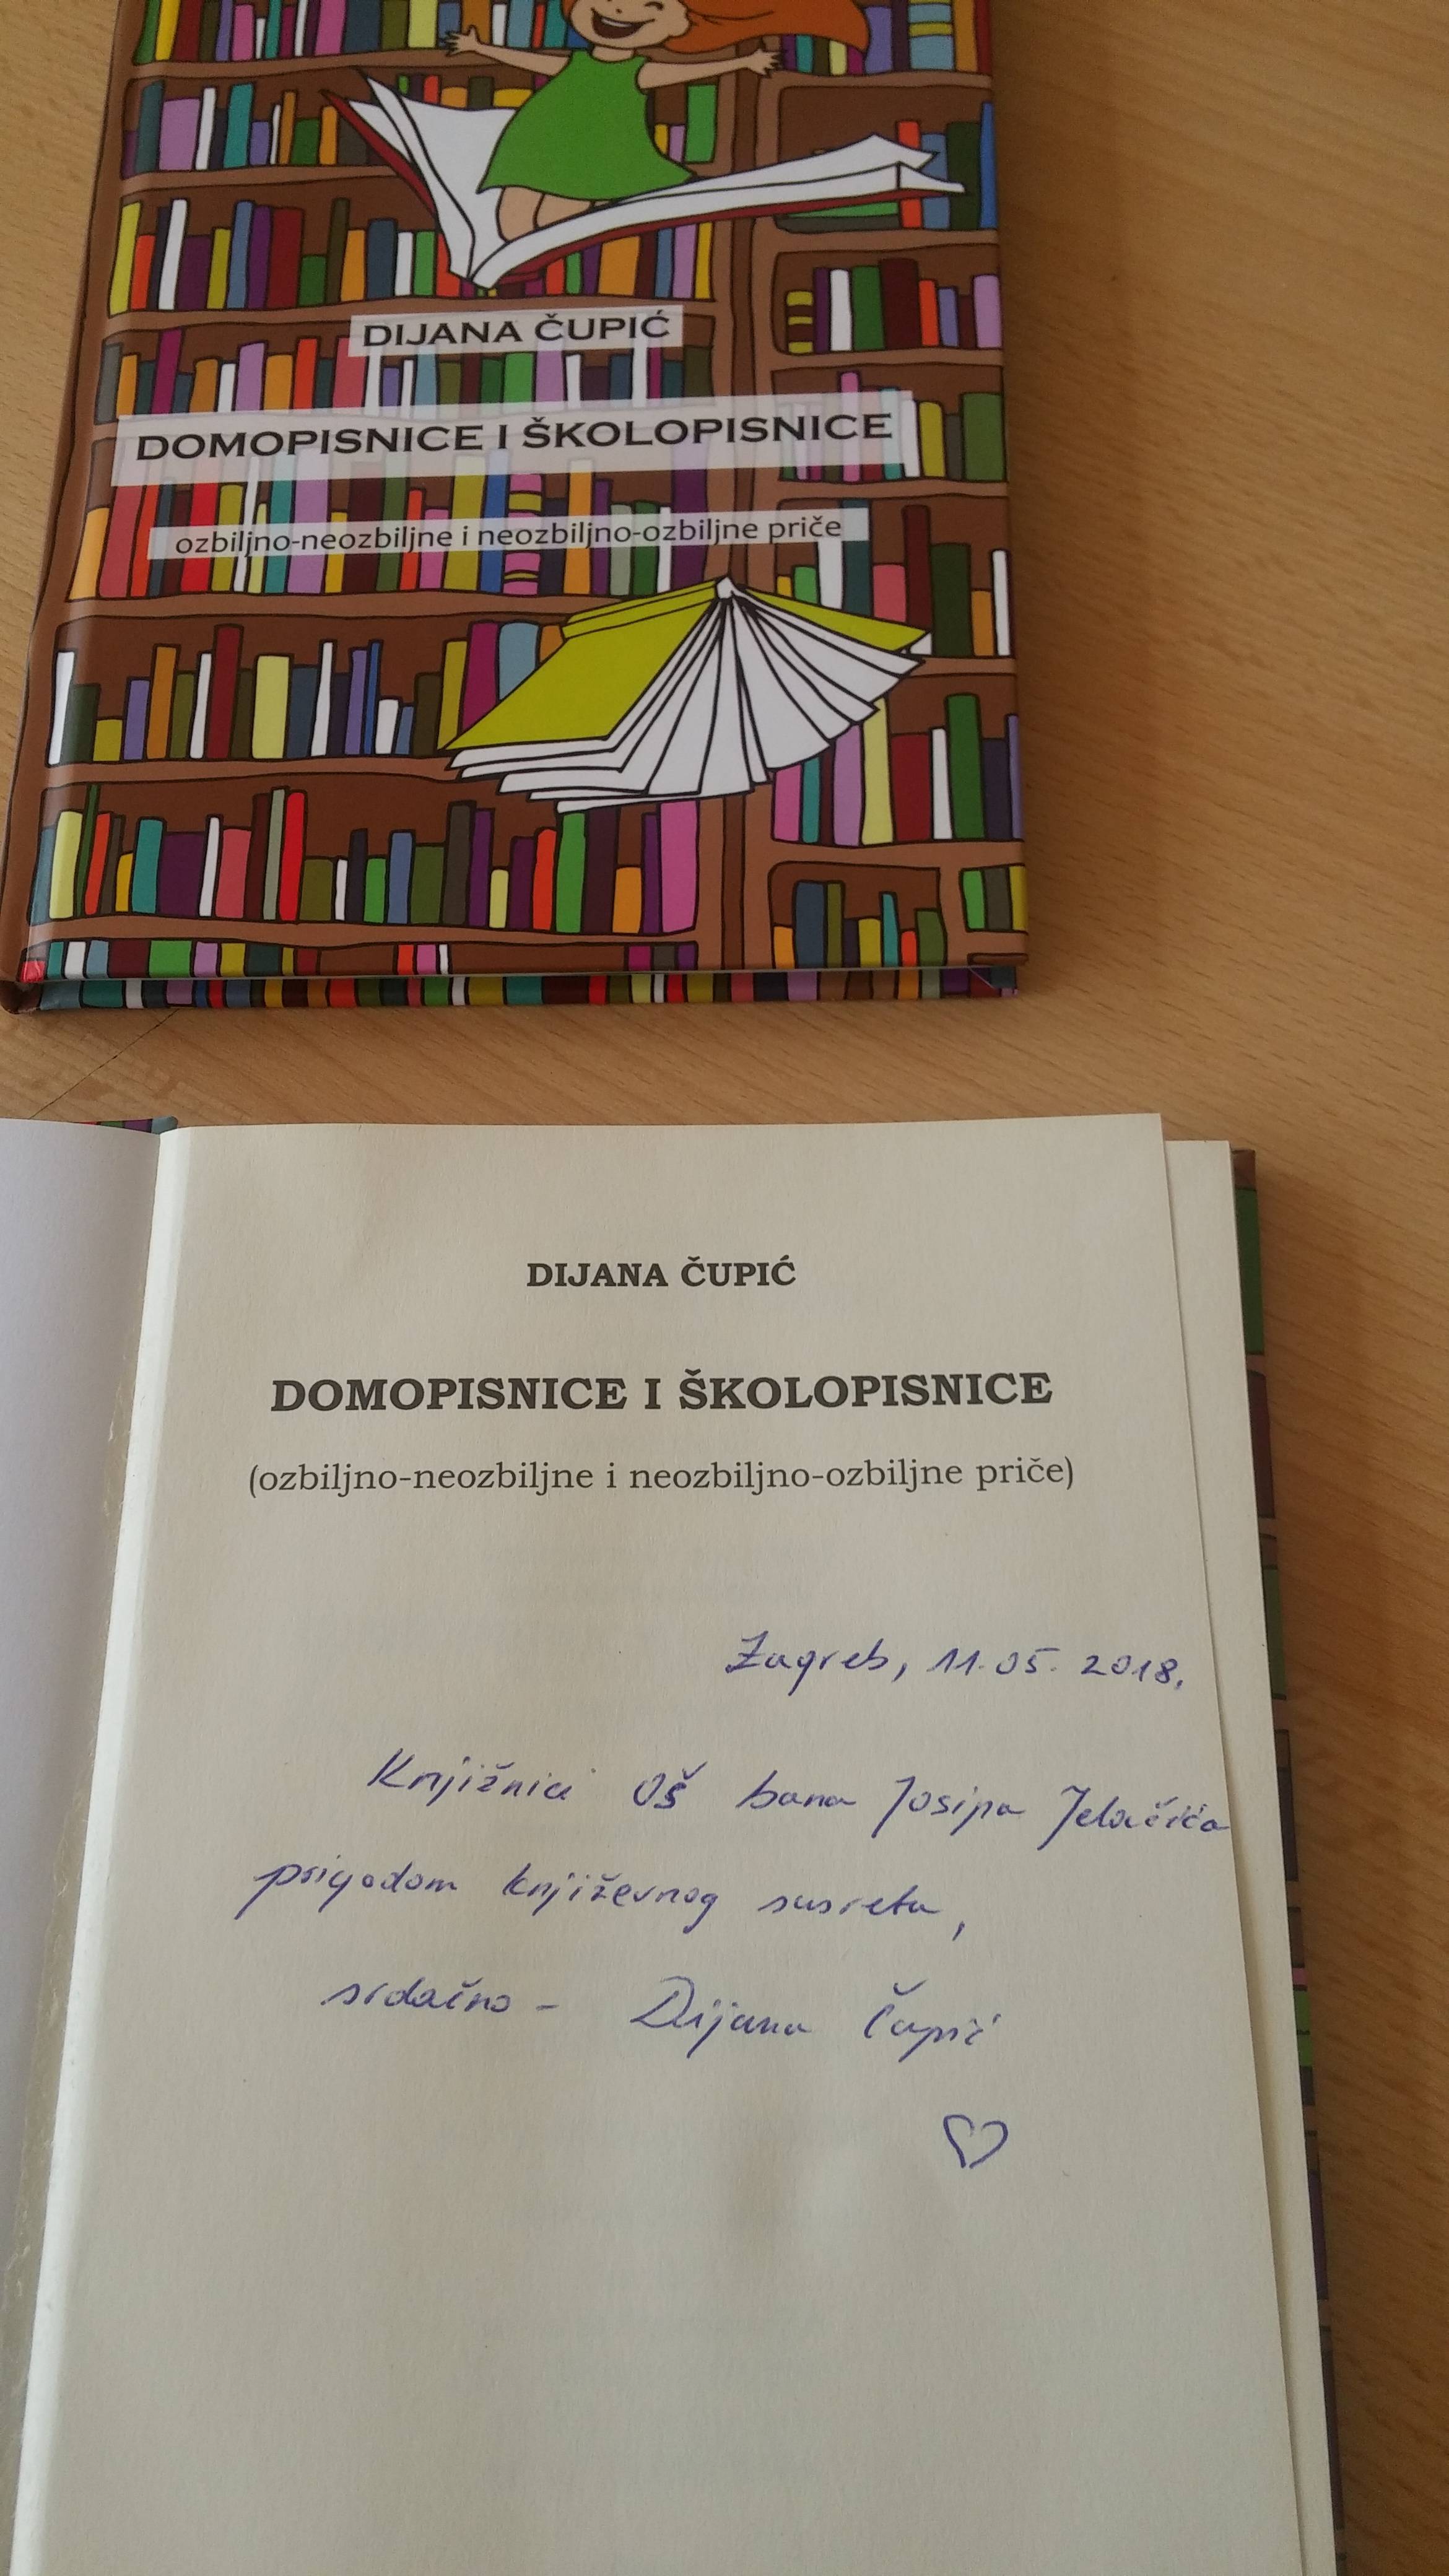 DIJANA ČUPIĆ
DOMOPISNICE I ŠKOLOPISNICE
ozbiljno-neozbiljne i neozbiljno-ozbiljne priče
DIJANA ČUPIĆ
DOMOPISNICE I ŠKOLOPISNICE
(ozbiljno-neozbiljne i neozbiljno-ozbiljne priče)
Zagreb, 11.05. 2018.
Knjižnici OŠ bana Josipa Jelačića
prigodom književnog susreta,
srdačno - Dijana Čupić